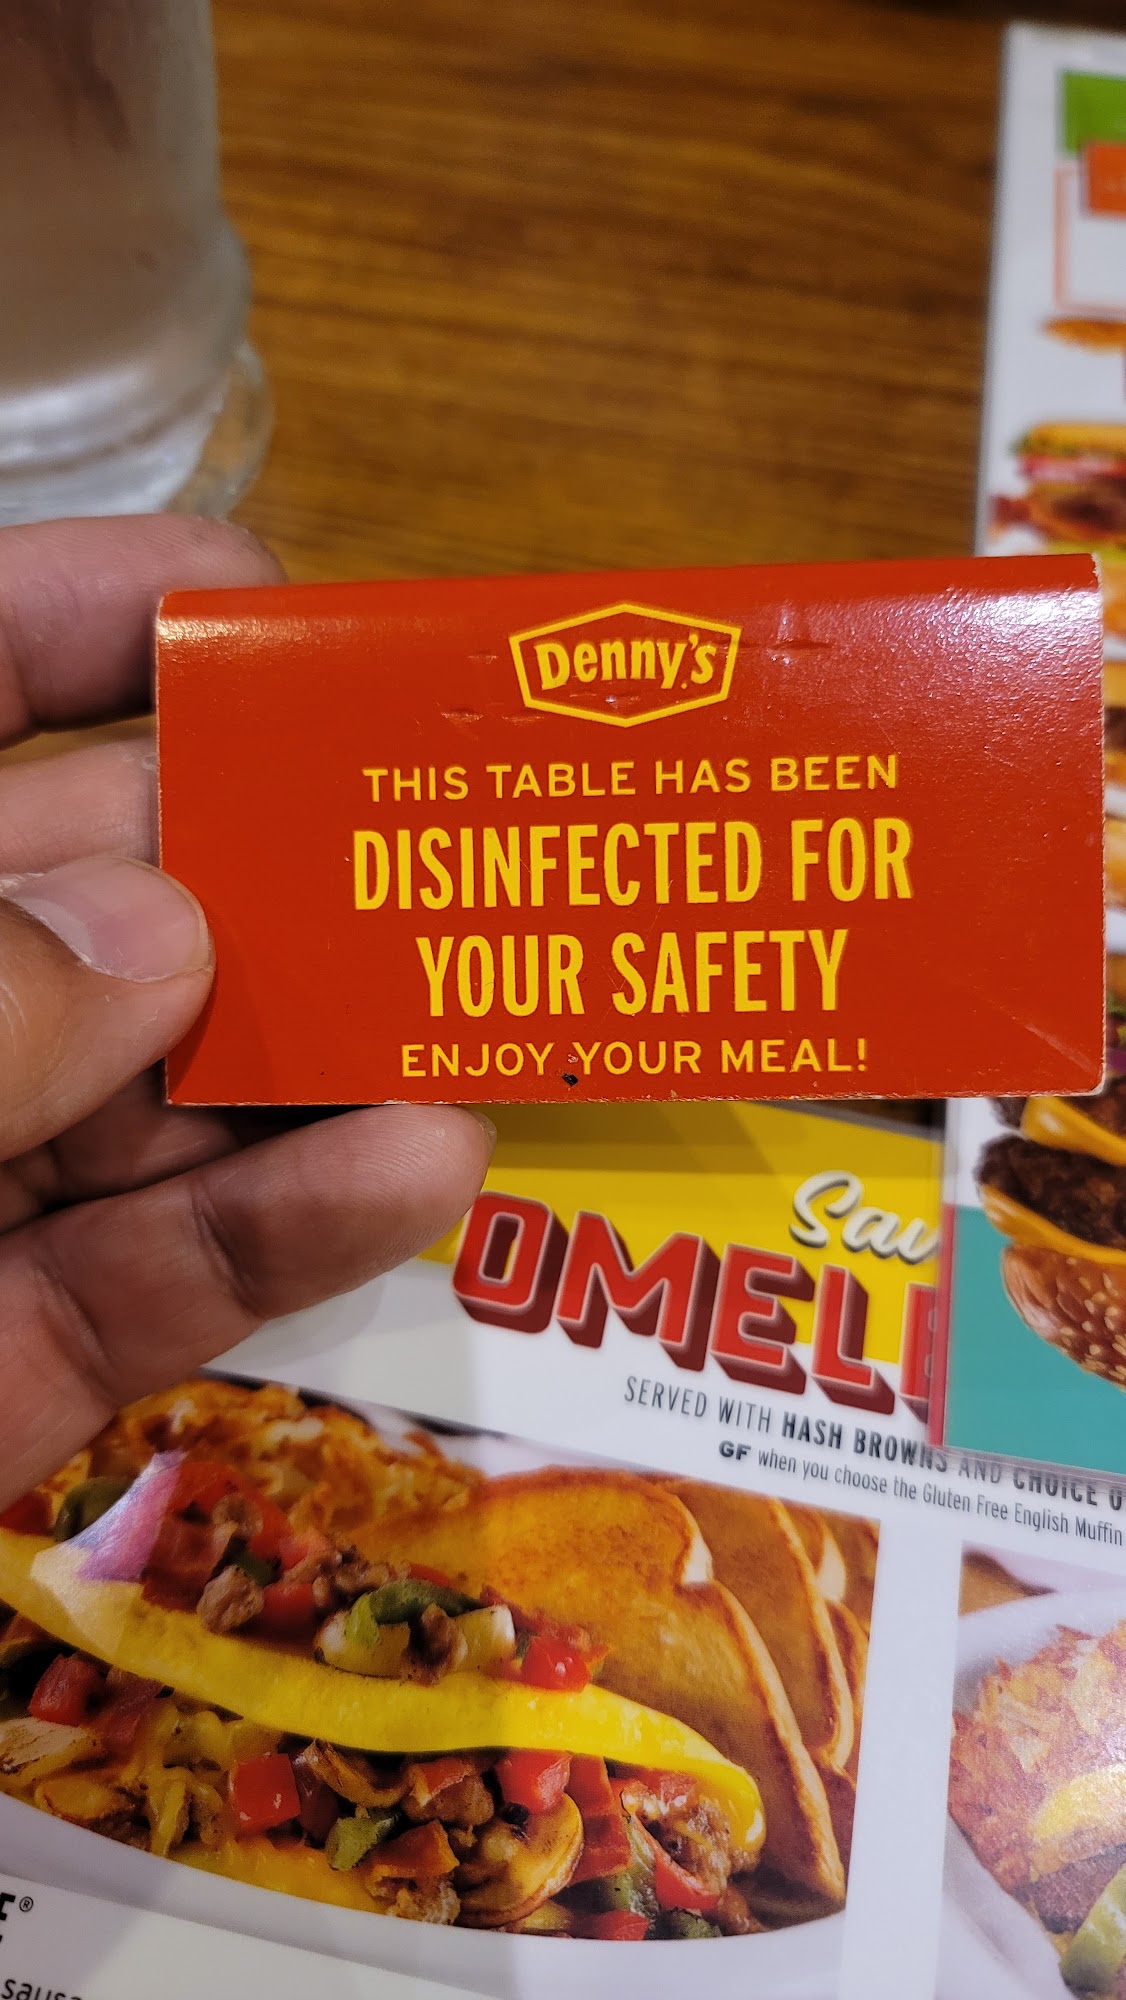 Denny's
THIS TABLE HAS BEEN
DISINFECTED FOR
YOUR SAFETY
ENJOY YOUR MEAL!
OMEL
SERVED WITH HASH BROWNS AND CHOICE
GF when you choose the Gluten Free English Muffin